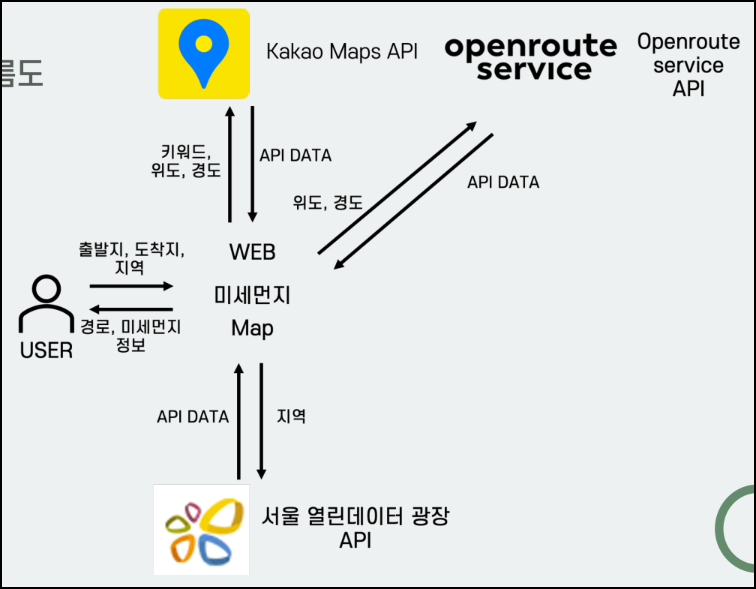 름도
Kakao Maps API
openroute
service
Openroute
service
API
키워드,
위도, 경도
API DATA
위도, 경도
API DATA
출발지, 도착지,
지역
WEB
미세먼지
Map
USER
경로, 미세먼지
정보
API DATA
지역
서울 열린데이터 광장
API